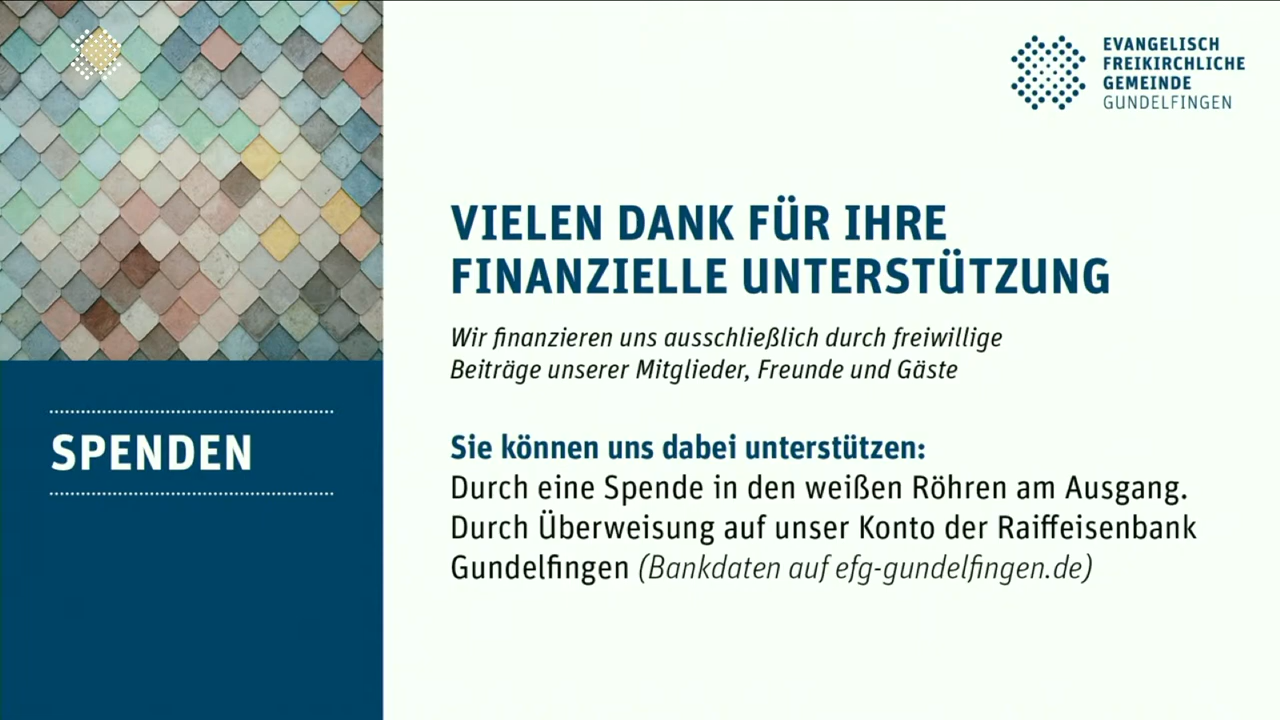 EVANGELISCH
FREIKIRCHLICHE
GEMEINDE
GUNDELFINGEN
VIELEN DANK FÜR IHRE
FINANZIELLE UNTERSTÜTZUNG
Wir finanzieren uns ausschließlich durch freiwillige
Beiträge unserer Mitglieder, Freunde und Gäste
SPENDEN
Sie können uns dabei unterstützen:
Durch eine Spende in den weißen Röhren am Ausgang.
Durch Überweisung auf unser Konto der Raiffeisenbank
Gundelfingen (Bankdaten auf efg-gundelfingen.de)